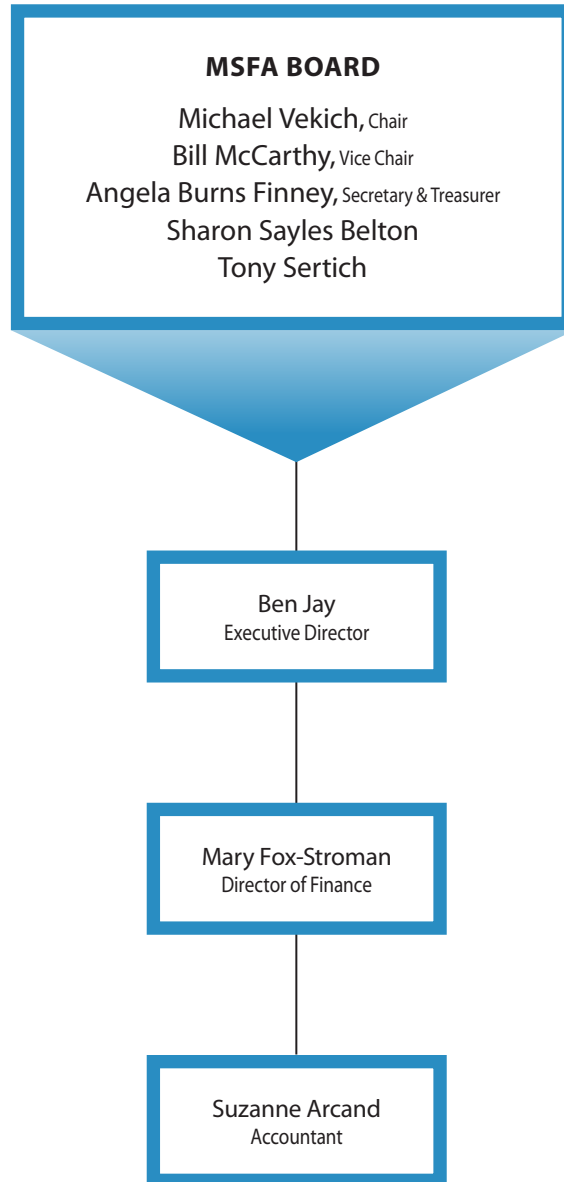 MSFA BOARD
Michael Vekich, Chair
Bill McCarthy, Vice Chair
Angela Burns Finney, Secretary & Treasurer
Sharon Sayles Belton
Tony Sertich
Ben Jay
Executive Director
Mary Fox-Stroman
Director of Finance
Suzanne Arcand
Accountant